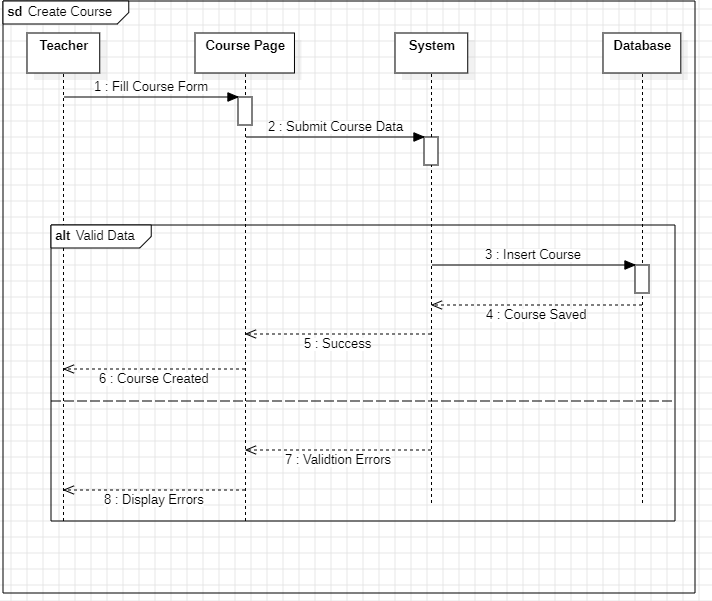 sd Create Course
Teacher
Course Page
System
Database
1 : Fill Course Form
2 : Submit Course Data
alt Valid Data
3 : Insert Course
4 : Course Saved
5 : Success
6 : Course Created
7 : Validtion Errors
8 : Display Errors